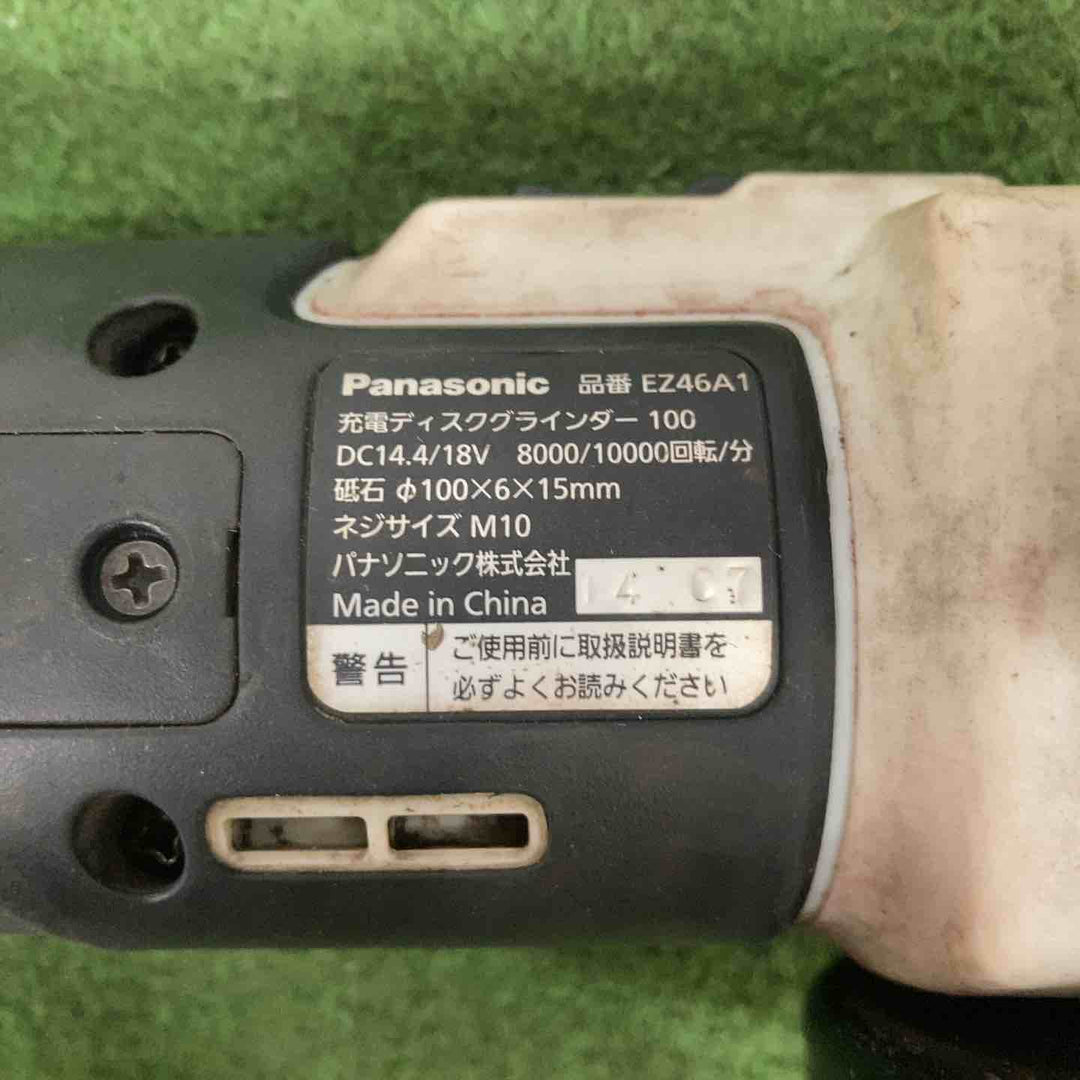 Panasonic 品番 EZ46A1
充電ディスクグラインダー 100
DC14.4/18V 8000/10000回転/分
砥石 φ100×6×15mm
ネジサイズ M10
パナソニック株式会社 14 07
Made in China
警告 ご使用前に取扱説明書を
必ずよくお読みください